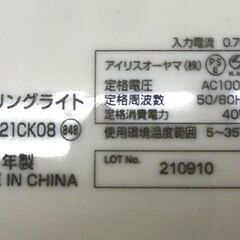 入力電流 0.7
アイリスオーヤマ(株)
PS
E
リングライト
定格電圧 AC100
定格周波数 50/60H
21CK08 848
定格消費電力 40W
使用環境温度範囲 5~35
年製
E IN CHINA
LOT No. 210910